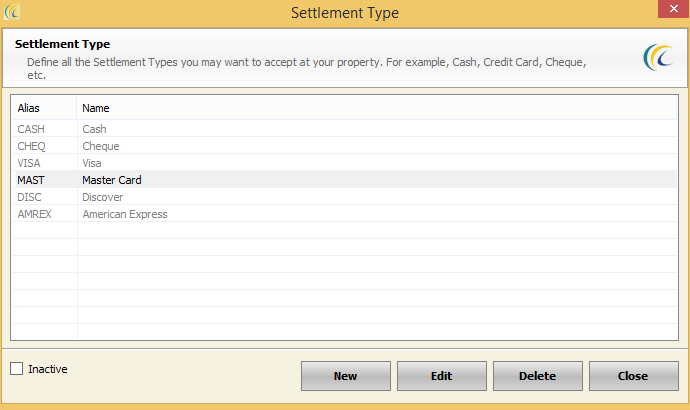 Settlement Type
Settlement Type
Define all the Settlement Types you may want to accept at your property. For example, Cash, Credit Card, Cheque,
etc.
Alias Name
CASH Cash
CHEQ Cheque
VISA Visa
MAST Master Card
DISC Discover
AMREX American Express
Inactive New Edit Delete Close